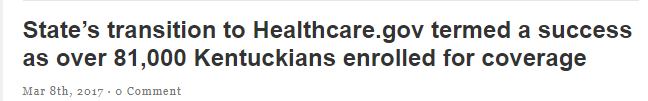 State’s transition to Healthcare.gov termed a success
as over 81,000 Kentuckians enrolled for coverage
Mar 8th, 2017 · 0 Comment